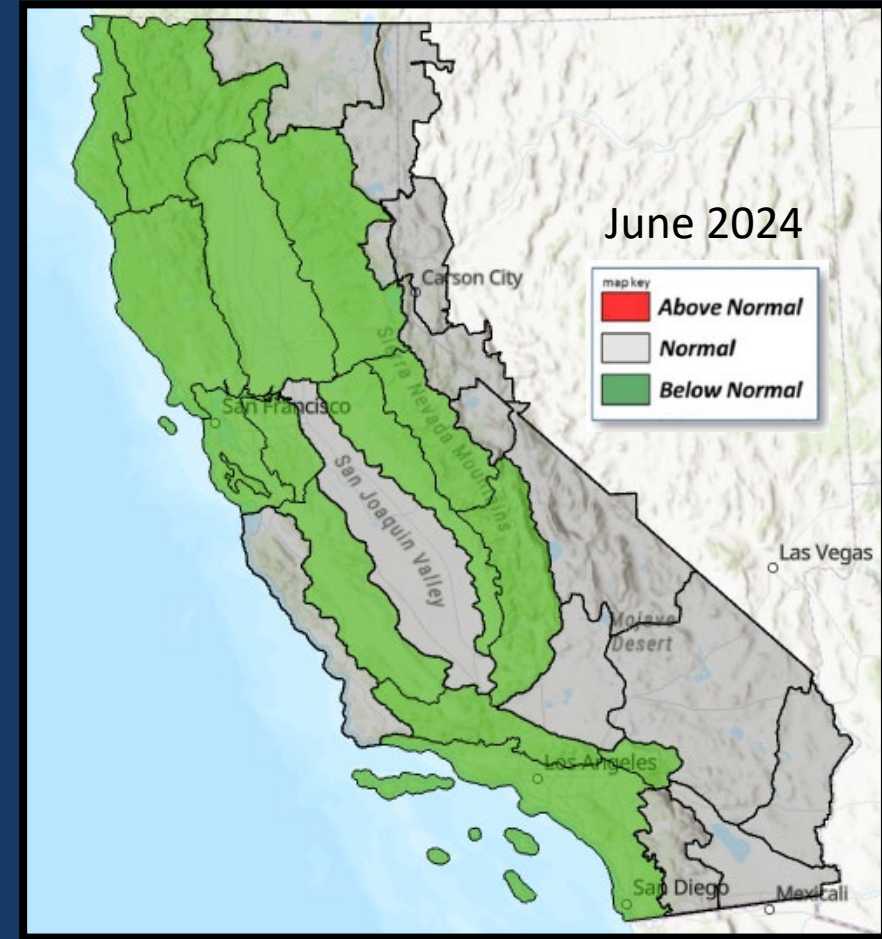 June 2024
map key
Above Normal
Normal
Below Normal
Carson City
Sierra Nevada Mountains
San Francisco
San Joaquin Valley
Las Vegas
Mojave
Desert
Los Angeles
San Diego
Mexicali